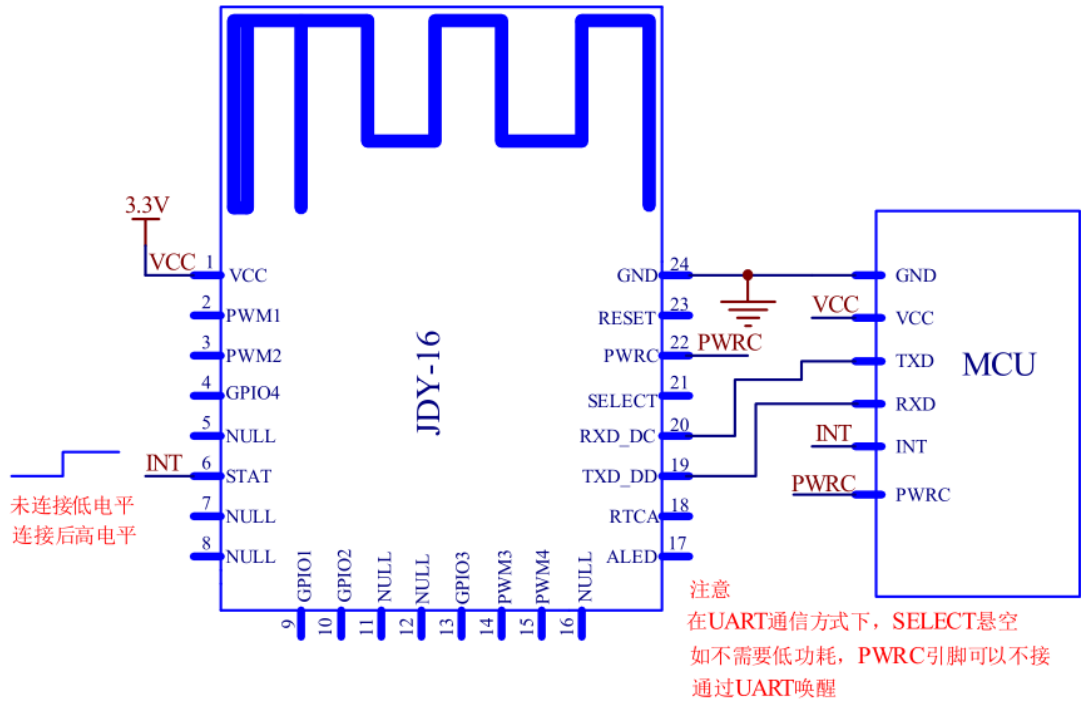 3.3V
VCC
1
VCC
2
PWM1
3
PWM2
4
GPIO4
5
NULL
INT
6
STAT
7
NULL
8
NULL
未连接低电平
连接后高电平
JDY-16
9
GPIO1
10
GPIO2
11
NULL
12
NULL
13
GPIO3
14
PWM3
15
PWM4
16
NULL
GND
24
RESET
23
PWRC
22
PWRC
SELECT
21
RXD_DC
20
TXD_DD
19
RTCA
18
ALED
17
GND
VCC
VCC
TXD
RXD
INT
INT
PWRC
PWRC
MCU
注意
在UART通信方式下，SELECT悬空
如不需要低功耗，PWRC引脚可以不接
通过UART唤醒